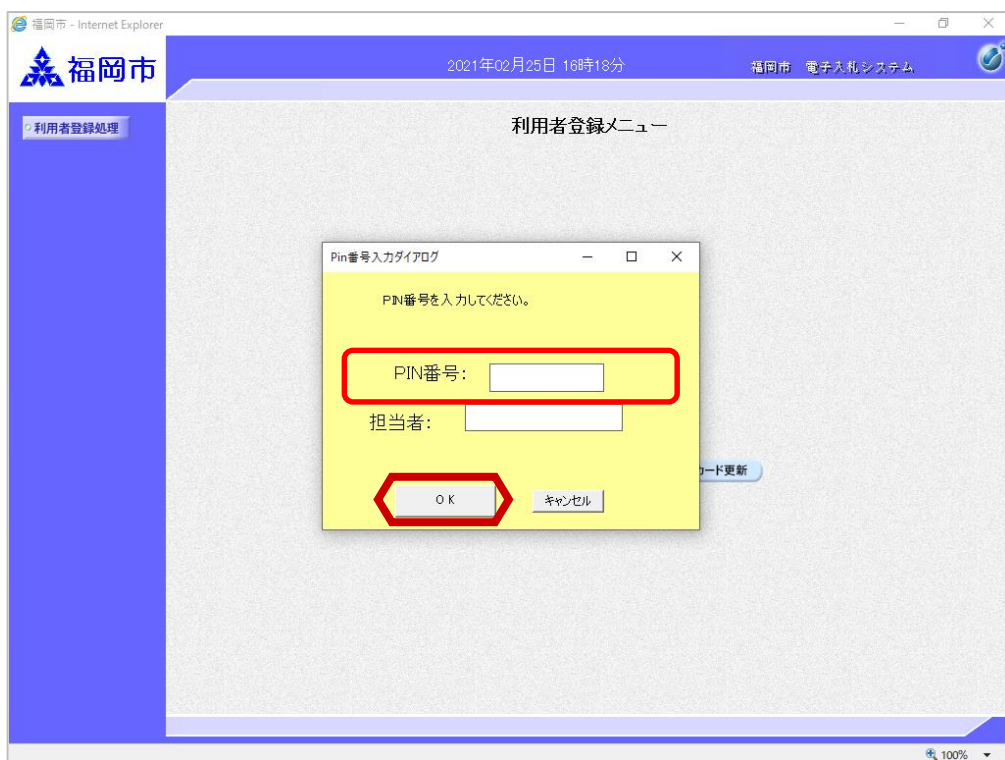 福岡市 - Internet Explorer
福岡市
2021年02月25日 16時18分
福岡市 電子入札システム
利用者登録処理
利用者登録メニュー
Pin番号入力ダイアログ
PIN番号を入力してください。
PIN番号:
担当者:
カード更新
OK
キャンセル
100%